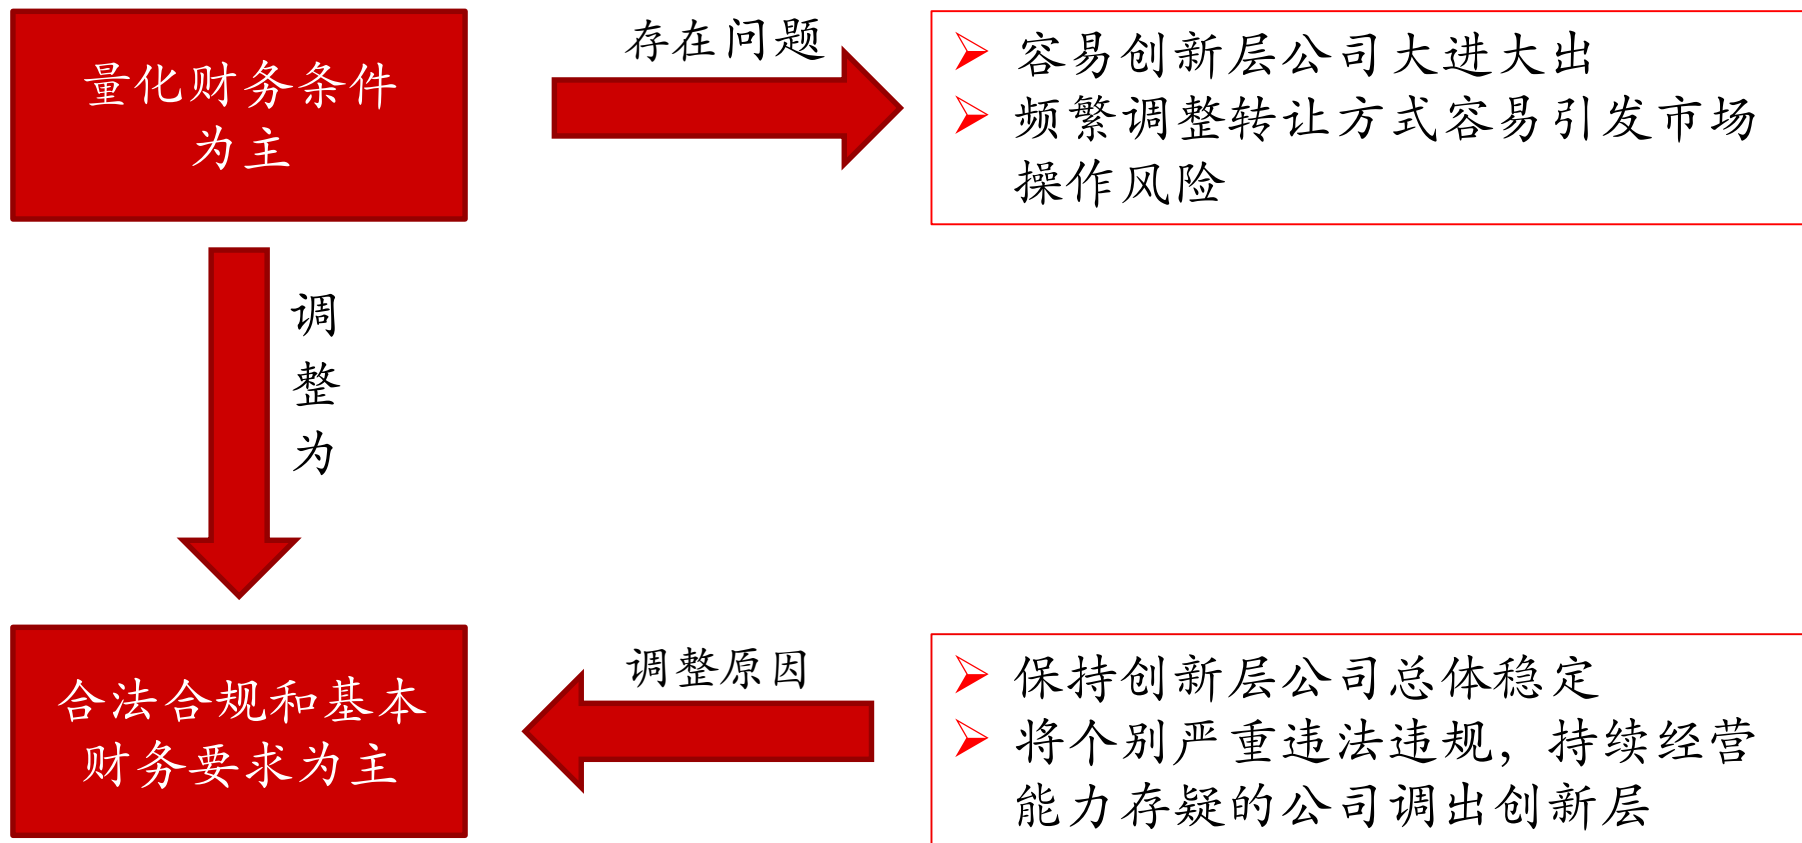 量化财务条件
为主
存在问题
容易创新层公司大进大出
频繁调整转让方式容易引发市场
操作风险
调
整
为
合法合规和基本
财务要求为主
调整原因
保持创新层公司总体稳定
将个别严重违法违规，持续经营
能力存疑的公司调出创新层